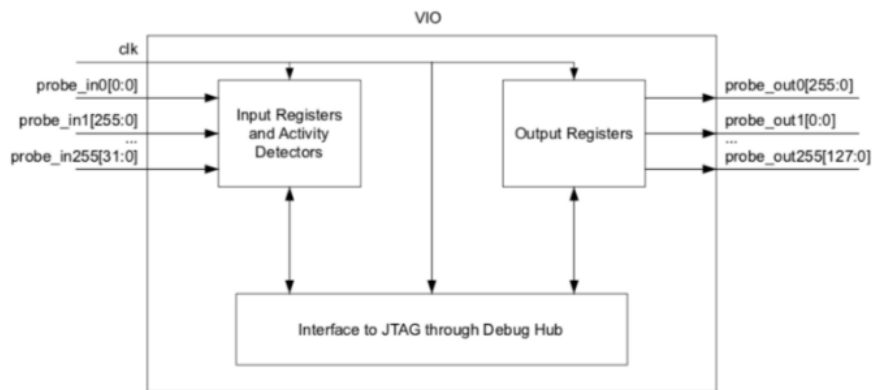 VIO
clk
probe_in0[0:0]
probe_in1[255:0]
...
probe_in255[31:0]
Input Registers
and Activity
Detectors
Output Registers
probe_out0[255:0]
probe_out1[0:0]
...
probe_out255[127:0]
Interface to JTAG through Debug Hub